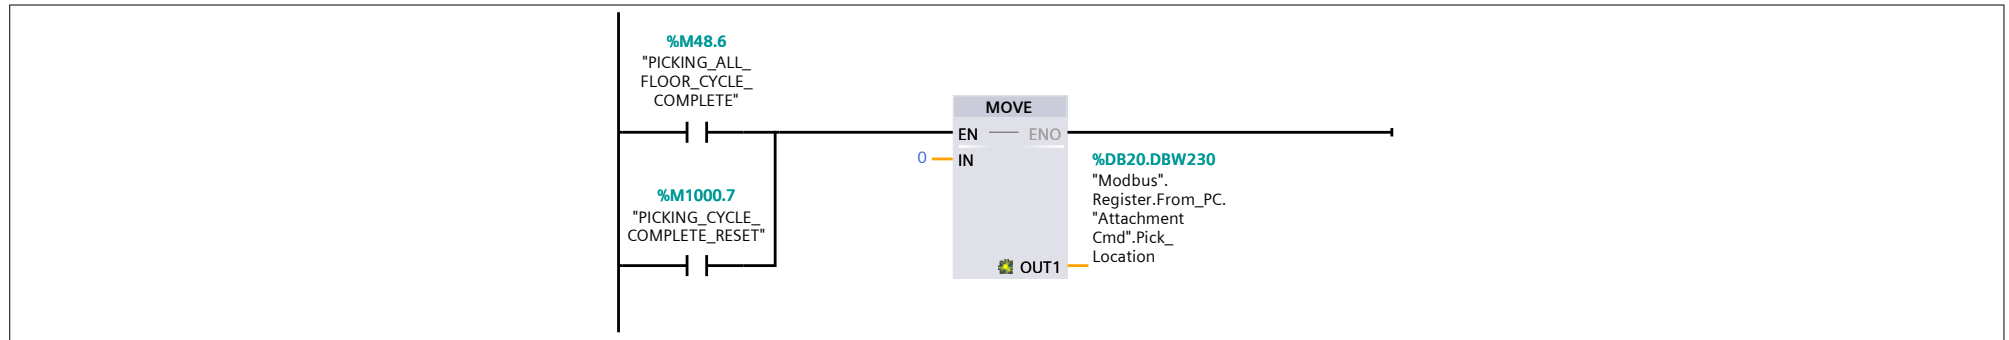 %M48.6
"PICKING_ALL_
FLOOR_CYCLE_
COMPLETE"
MOVE
EN
ENO
0
IN
%DB20.DBW230
"Modbus".
Register.From_PC.
"Attachment
Cmd".Pick_
Location
OUT1
%M1000.7
"PICKING_CYCLE_
COMPLETE_RESET"